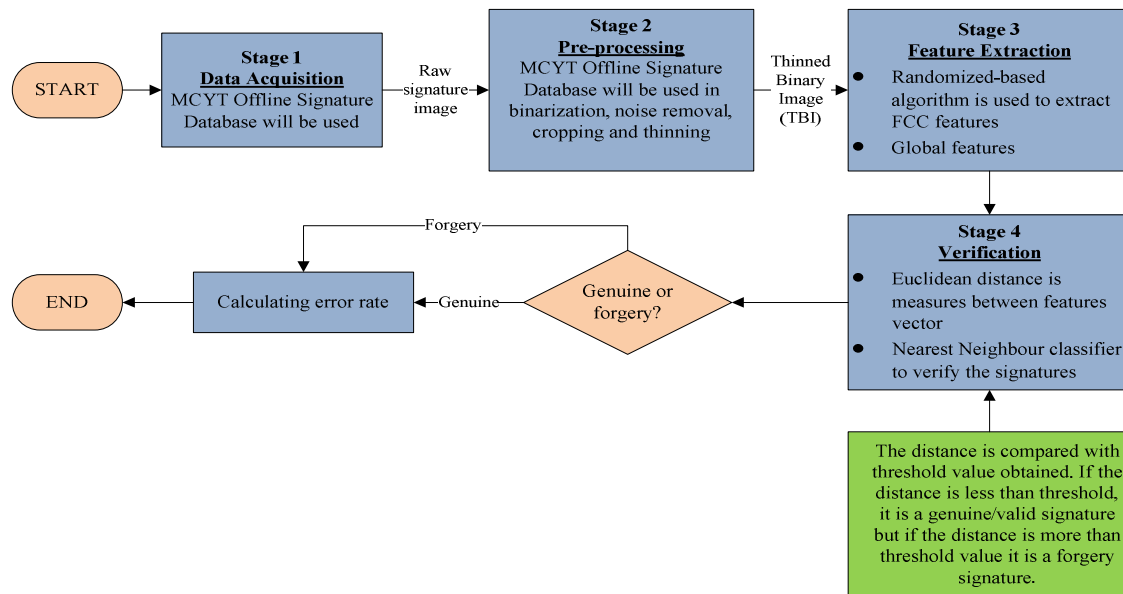 START
Stage 1
Data Acquisition
MCYT Offline Signature
Database will be used
Raw
signature
image
Stage 2
Pre-processing
MCYT Offline Signature
Database will be used in
binarization, noise removal,
cropping and thinning
Thinned
Binary
Image
(TBI)
Stage 3
Feature Extraction
● Randomized-based
algorithm is used to extract
FCC features
● Global features
Stage 4
Verification
● Euclidean distance is
measures between features
vector
● Nearest Neighbour classifier
to verify the signatures
The distance is compared with
threshold value obtained. If the
distance is less than threshold,
it is a genuine/valid signature
but if the distance is more than
threshold value it is a forgery
signature.
Genuine or
forgery?
Forgery
Genuine
Calculating error rate
END